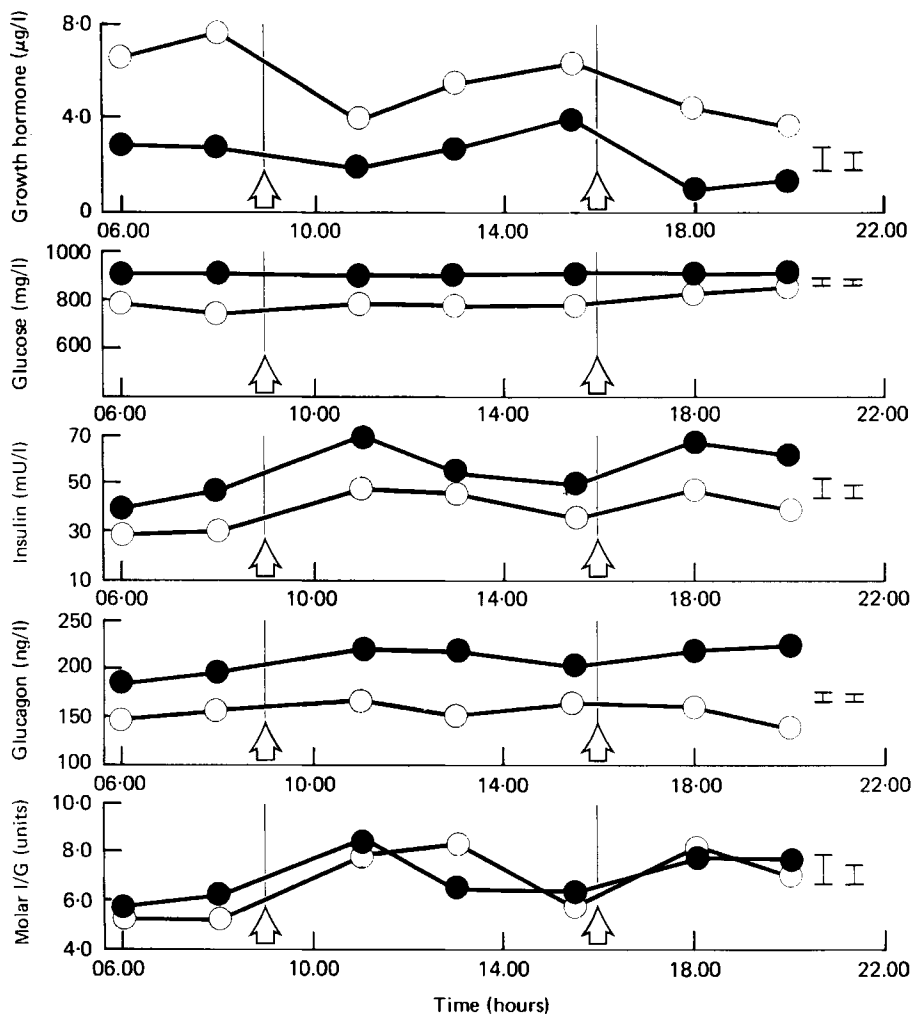 Growth hormone (µg/l)
8·0
4·0
0
06.00 10.00 14.00 18.00 22.00
Glucose (mg/l)
1000
800
600
06·00 10.00 14·00 18·00 22·00
Insulin (mU/l)
70
50
30
10
06·00 10·00 14·00 18·00 22·00
Glucagon (ng/l)
250
200
150
100
06·00 10·00 14.00 18·00 22·00
Molar I/G (units)
10·0
8·0
6·0
4·0
06·00 10·00 14.00 18·00 22·00
Time (hours)